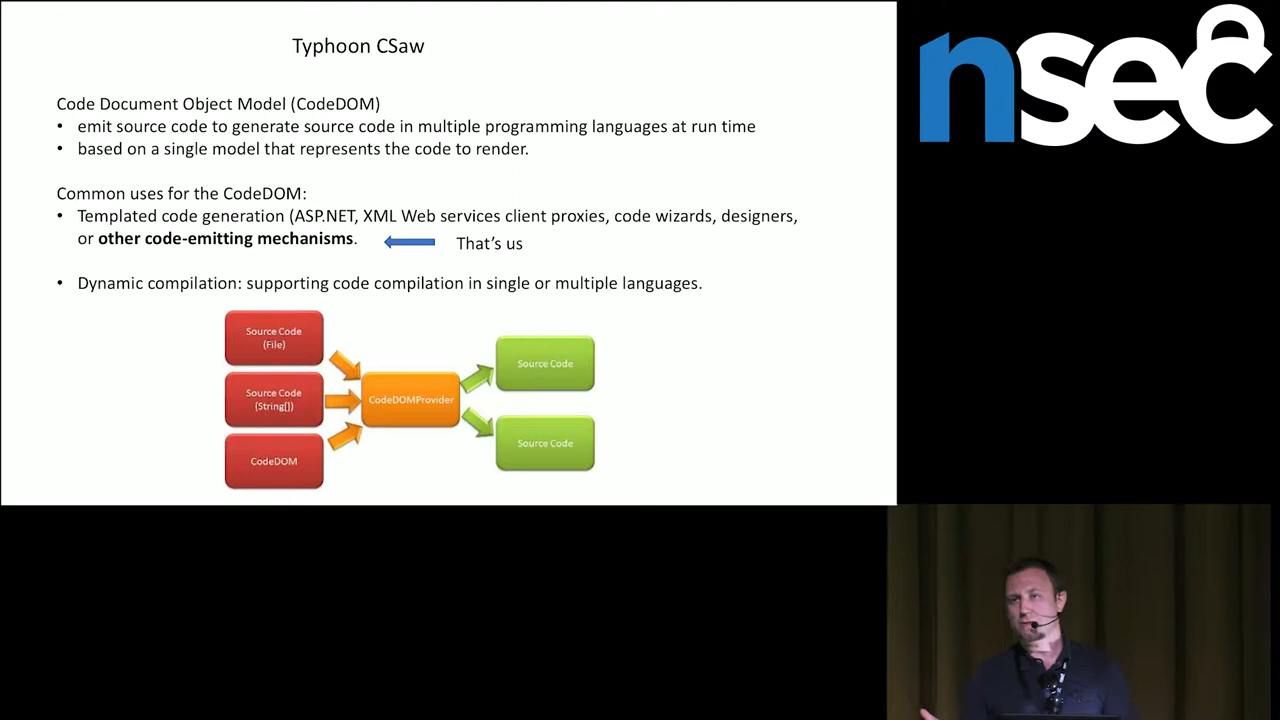 Typhoon CSaw
nsec
Code Document Object Model (CodeDOM)
• emit source code to generate source code in multiple programming languages at run time
• based on a single model that represents the code to render.
Common uses for the CodeDOM:
• Templated code generation (ASP.NET, XML Web services client proxies, code wizards, designers,
or other code-emitting mechanisms.
That's us
• Dynamic compilation: supporting code compilation in single or multiple languages.
Source Code
(File)
Source Code
(String[])
CodeDOM
CodeDOMProvider
Source Code
Source Code